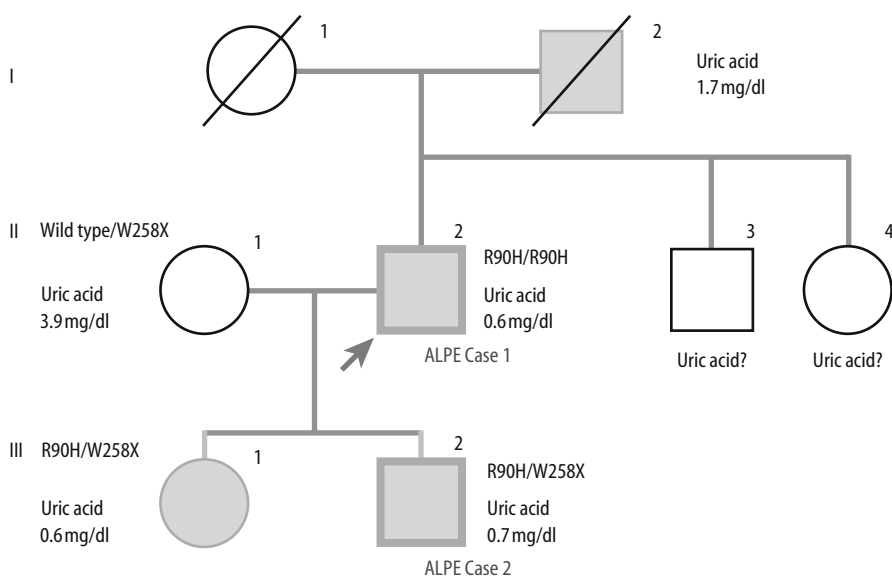 I
1
2
Uric acid
1.7 mg/dl
II
Wild type/W258X
1
Uric acid
3.9 mg/dl
2
R90H/R90H
Uric acid
0.6 mg/dl
ALPE Case 1
3
Uric acid?
4
Uric acid?
III
R90H/W258X
1
Uric acid
0.6 mg/dl
2
R90H/W258X
Uric acid
0.7 mg/dl
ALPE Case 2